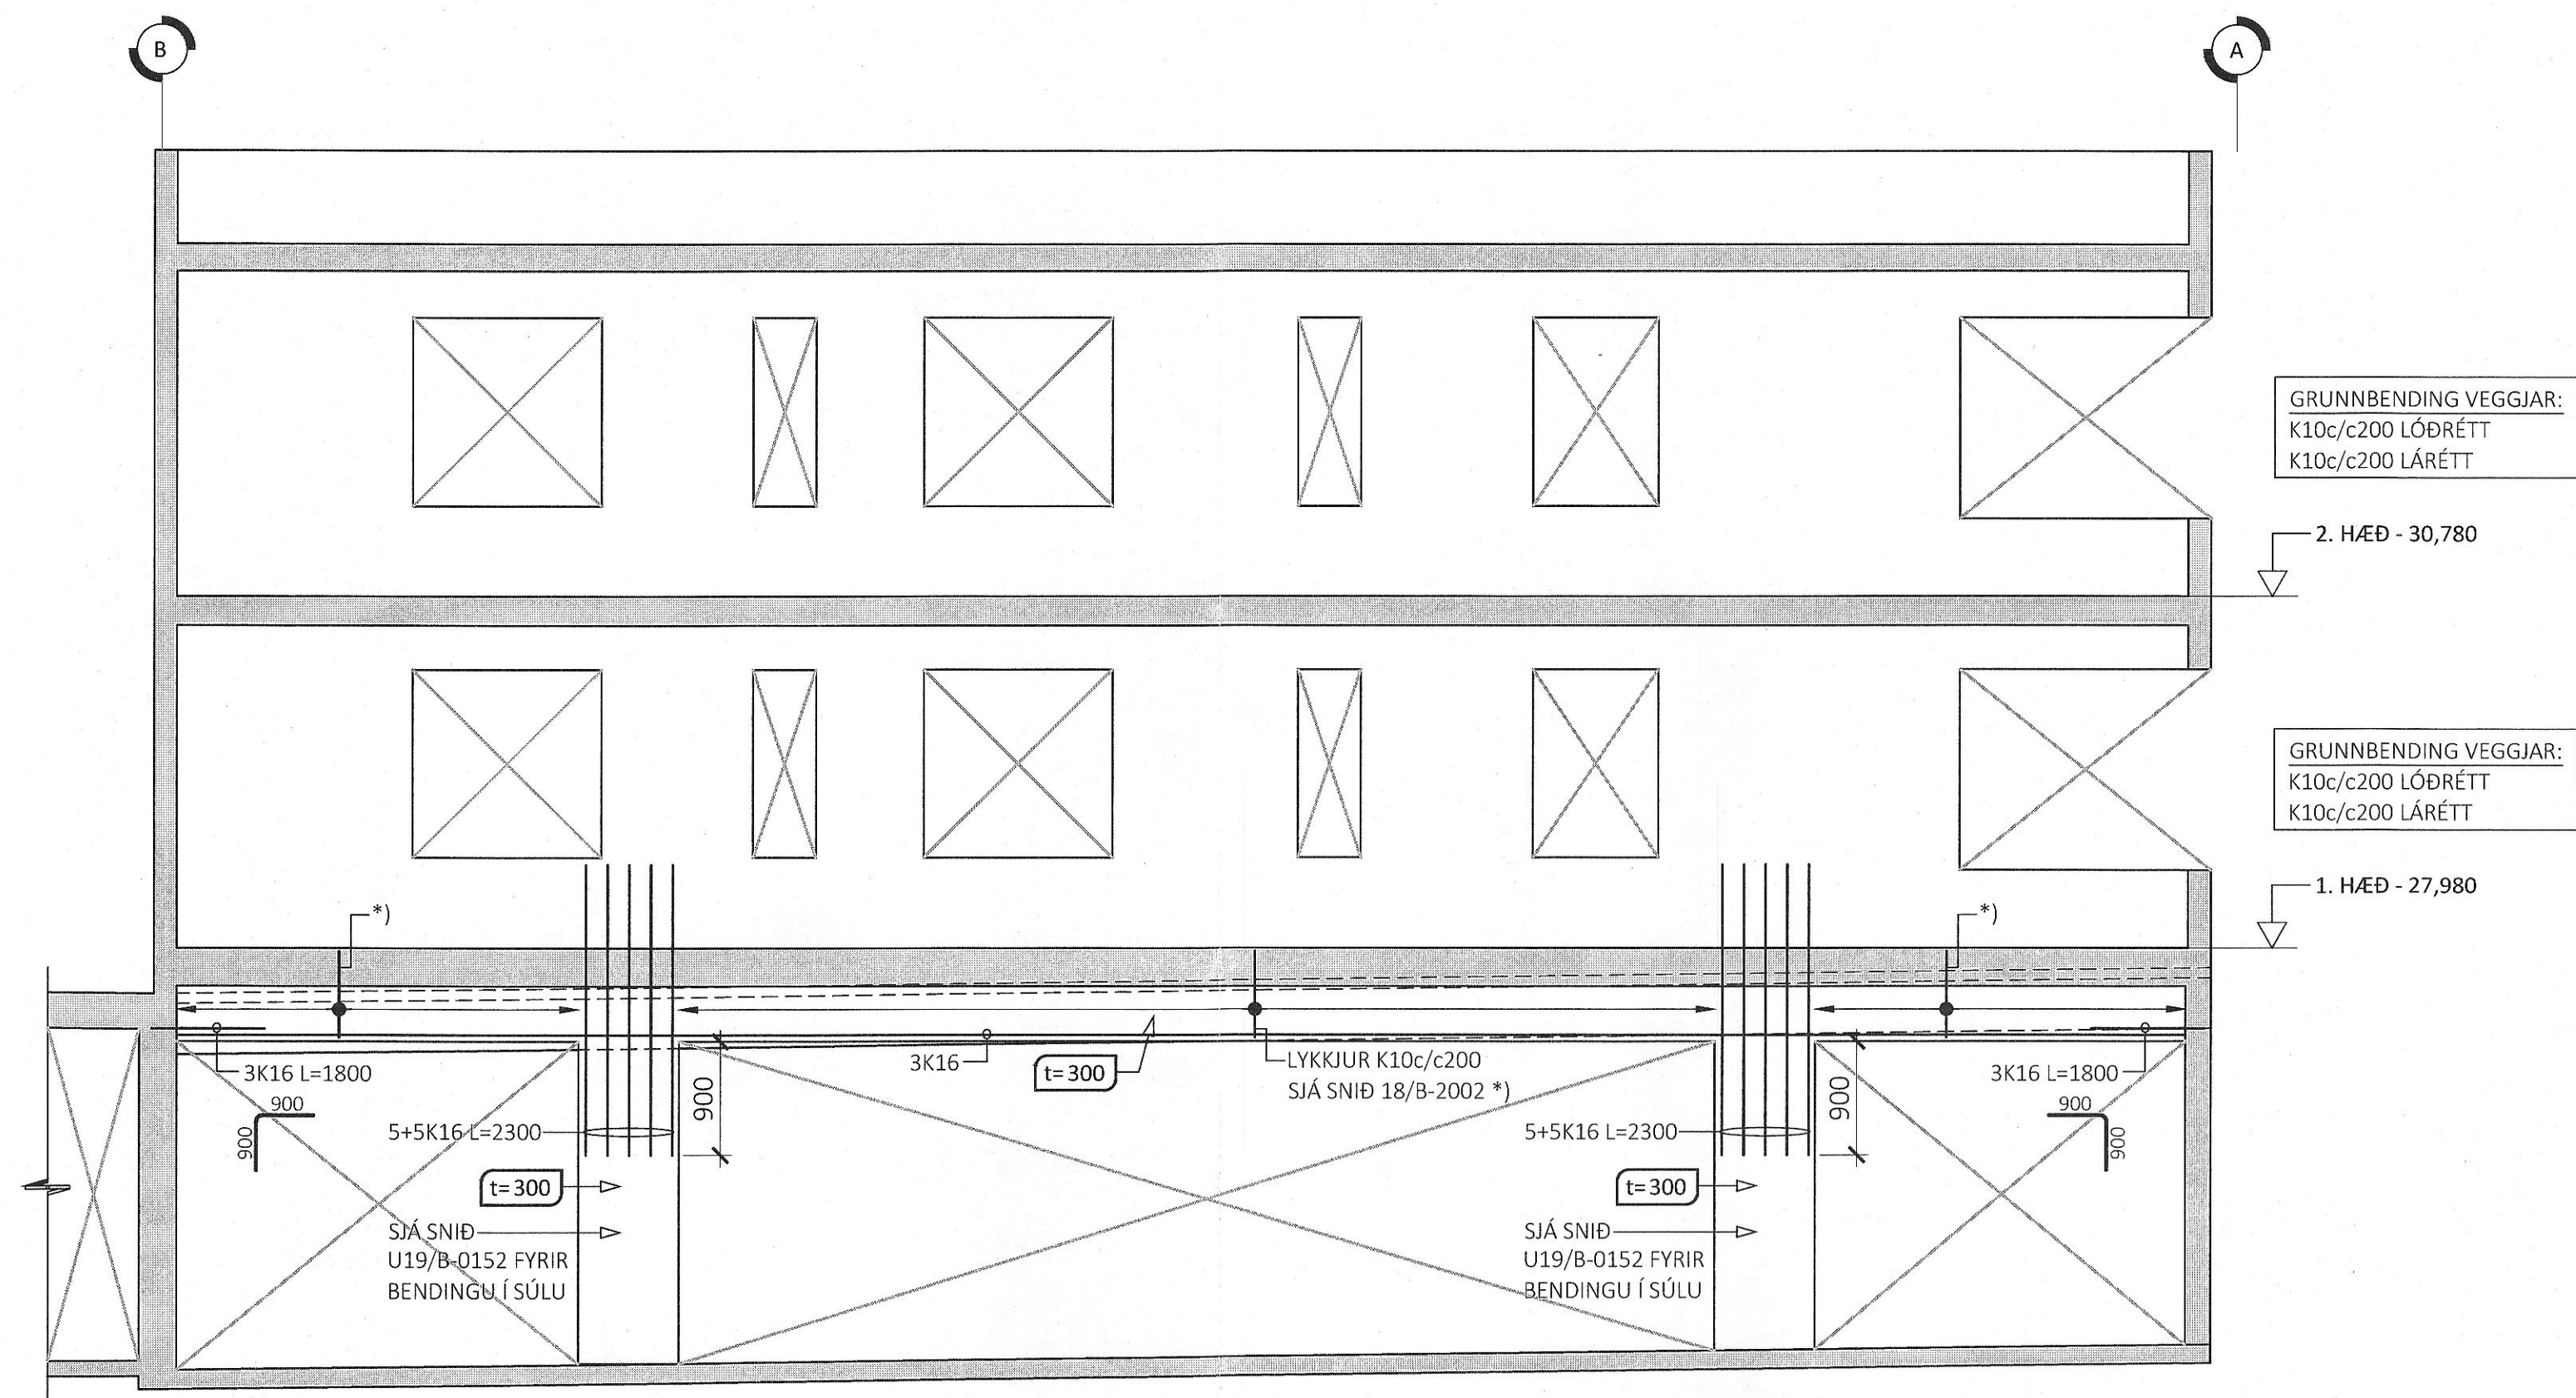 B
A
GRUNNBENDING VEGGJAR:
K10c/c200 LÓÐRÉTT
K10c/c200 LÁRÉTT
2. HÆÐ - 30,780
GRUNNBENDING VEGGJAR:
K10c/c200 LÓÐRÉTT
K10c/c200 LÁRÉTT
1. HÆÐ - 27,980
*)
*)
3K16 L=1800
900
900
5+5K16 L=2300
900
t=300
SJÁ SNIÐ
U19/B-0152 FYRIR
BENDINGU Í SÚLU
3K16
t=300
LYKKJUR K10c/c200
SJÁ SNIÐ 18/B-2002 *)
5+5K16 L=2300
900
t=300
SJÁ SNIÐ
U19/B-0152 FYRIR
BENDINGU Í SÚLU
3K16 L=1800
900
900